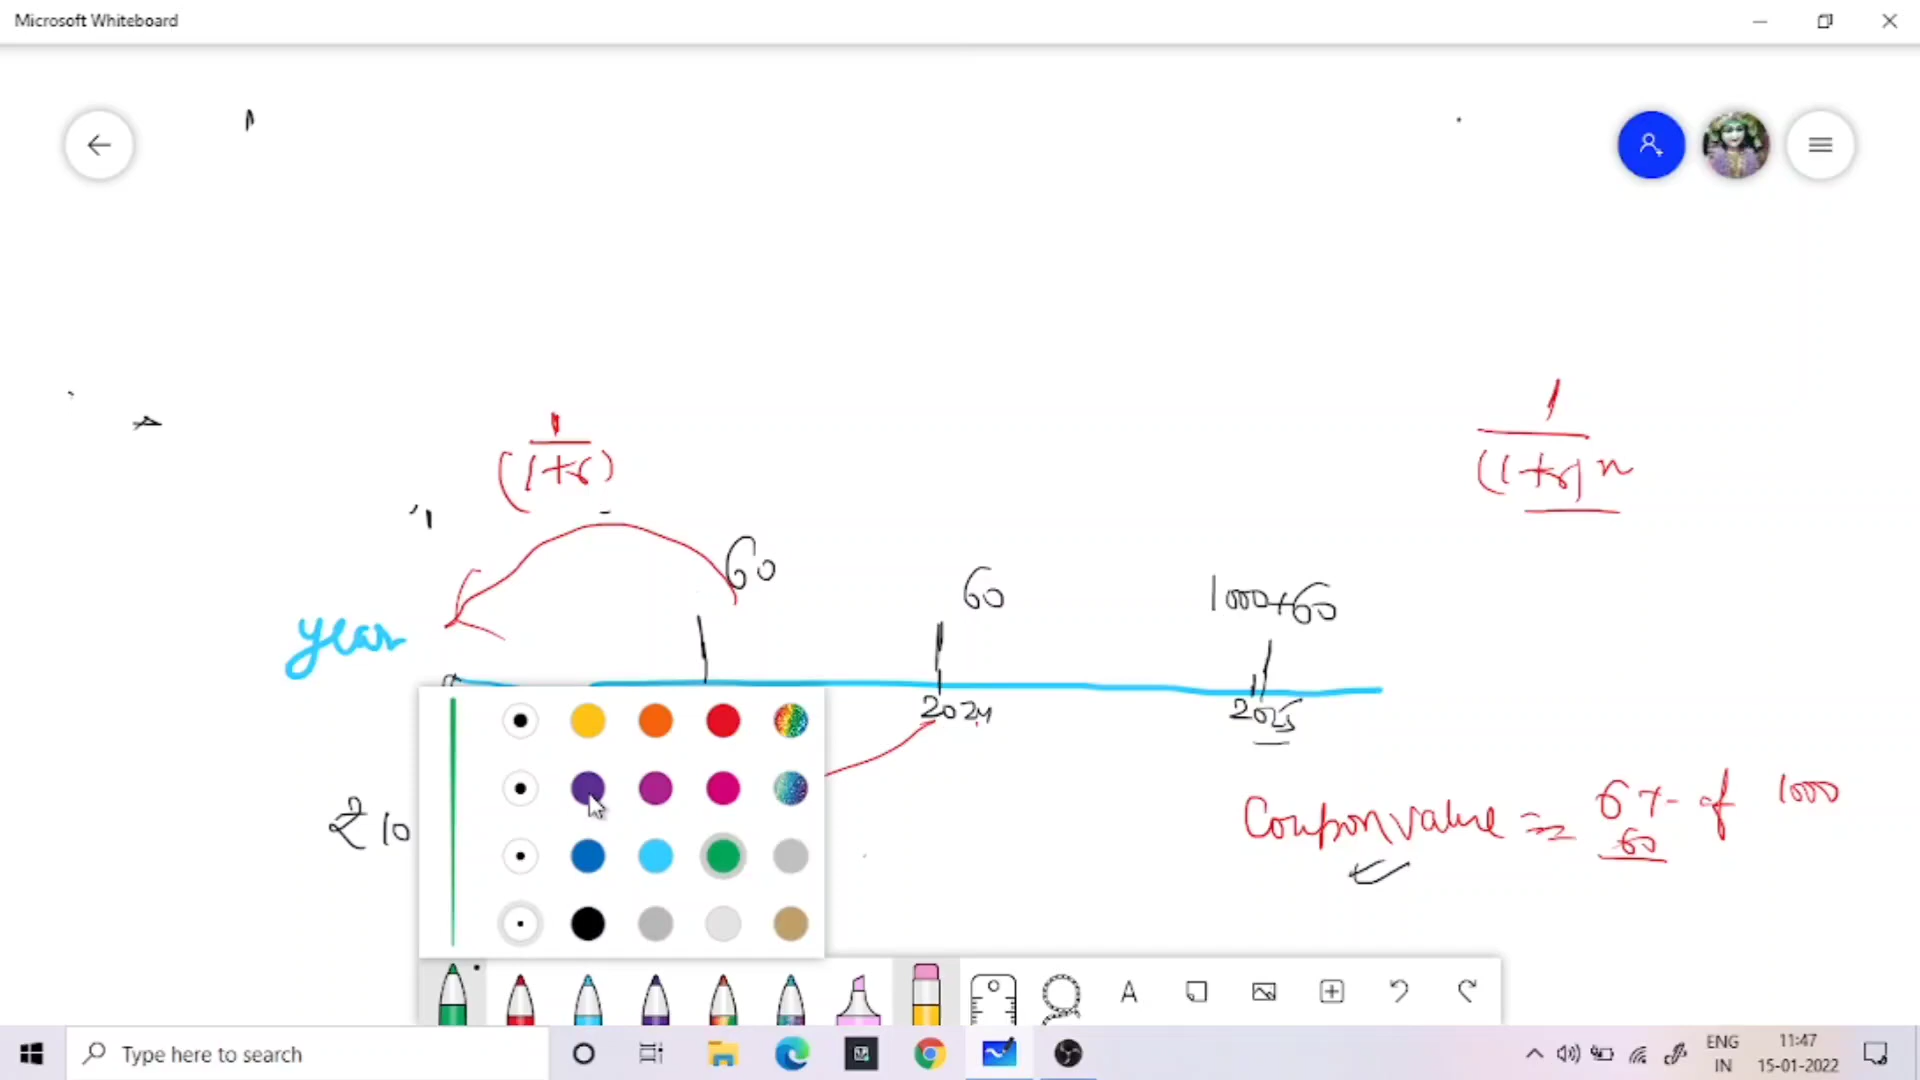 Microsoft Whiteboard
1
(1+r)
1
(1+r)n
60
60
1000+60
year
2024
2025
₹10
Coupon value = 6% of 1000
60
A
Type here to search
ENG
IN
11:47
15-01-2022